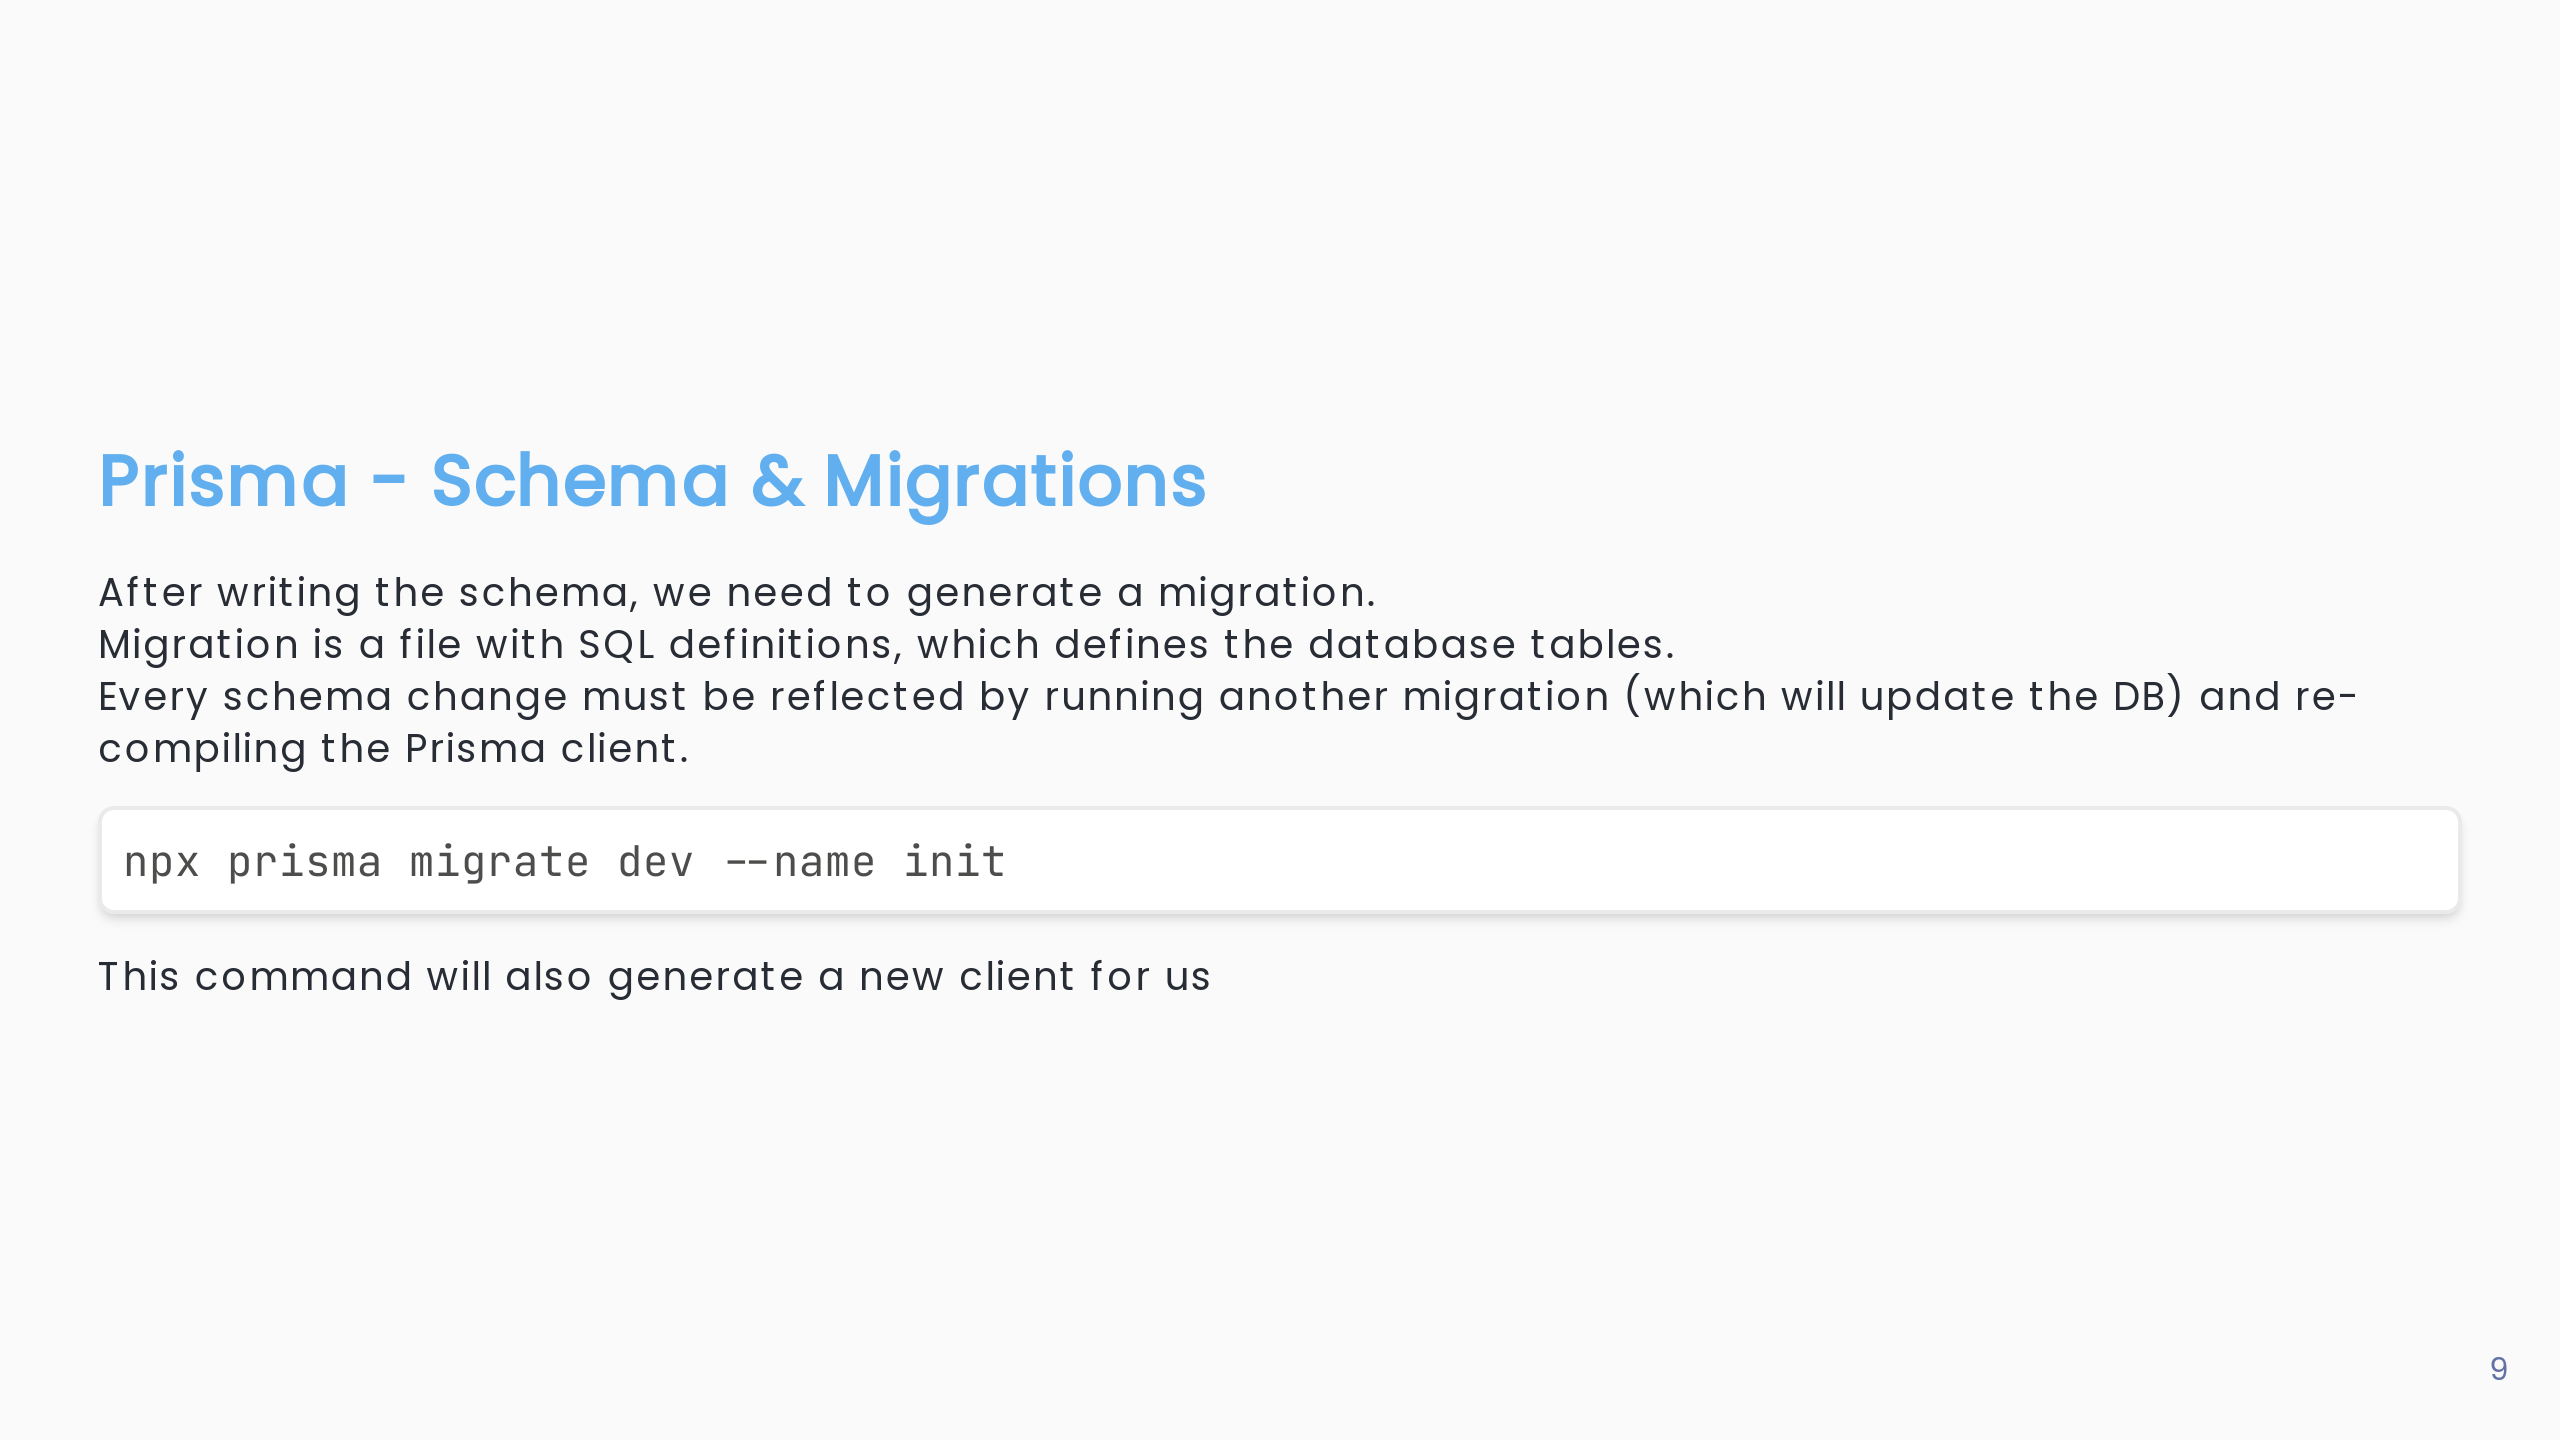 Prisma - Schema & Migrations
After writing the schema, we need to generate a migration.
Migration is a file with SQL definitions, which defines the database tables.
Every schema change must be reflected by running another migration (which will update the DB) and re-
compiling the Prisma client.
npx prisma migrate dev --name init
This command will also generate a new client for us
9